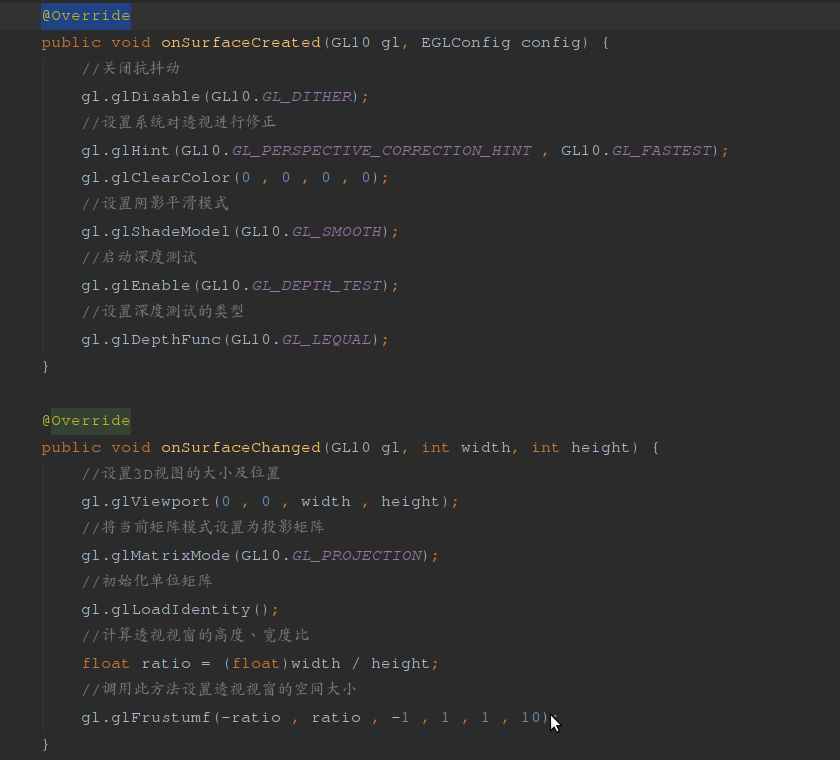 @Override
public void onSurfaceCreated(GL10 gl, EGLConfig config) {
//关闭抗抖动
gl.glDisable(GL10.GL_DITHER);
//设置系统对透视进行修正
gl.glHint(GL10.GL_PERSPECTIVE_CORRECTION_HINT , GL10.GL_FASTEST);
gl.glClearColor(0 , 0 , 0 , 0);
//设置阴影平滑模式
gl.glShadeModel(GL10.GL_SMOOTH);
//启动深度测试
gl.glEnable(GL10.GL_DEPTH_TEST);
//设置深度测试的类型
gl.glDepthFunc(GL10.GL_LEQUAL);
}
@Override
public void onSurfaceChanged(GL10 gl, int width, int height) {
//设置3D视图的大小及位置
gl.glViewport(0 , 0 , width , height);
//将当前矩阵模式设置为投影矩阵
gl.glMatrixMode(GL10.GL_PROJECTION);
//初始化单位矩阵
gl.glLoadIdentity();
//计算透视视窗的高度、宽度比
float ratio = (float)width / height;
//调用此方法设置透视视窗的空间大小
gl.glFrustumf(-ratio , ratio , -1 , 1 , 1 , 10);
}